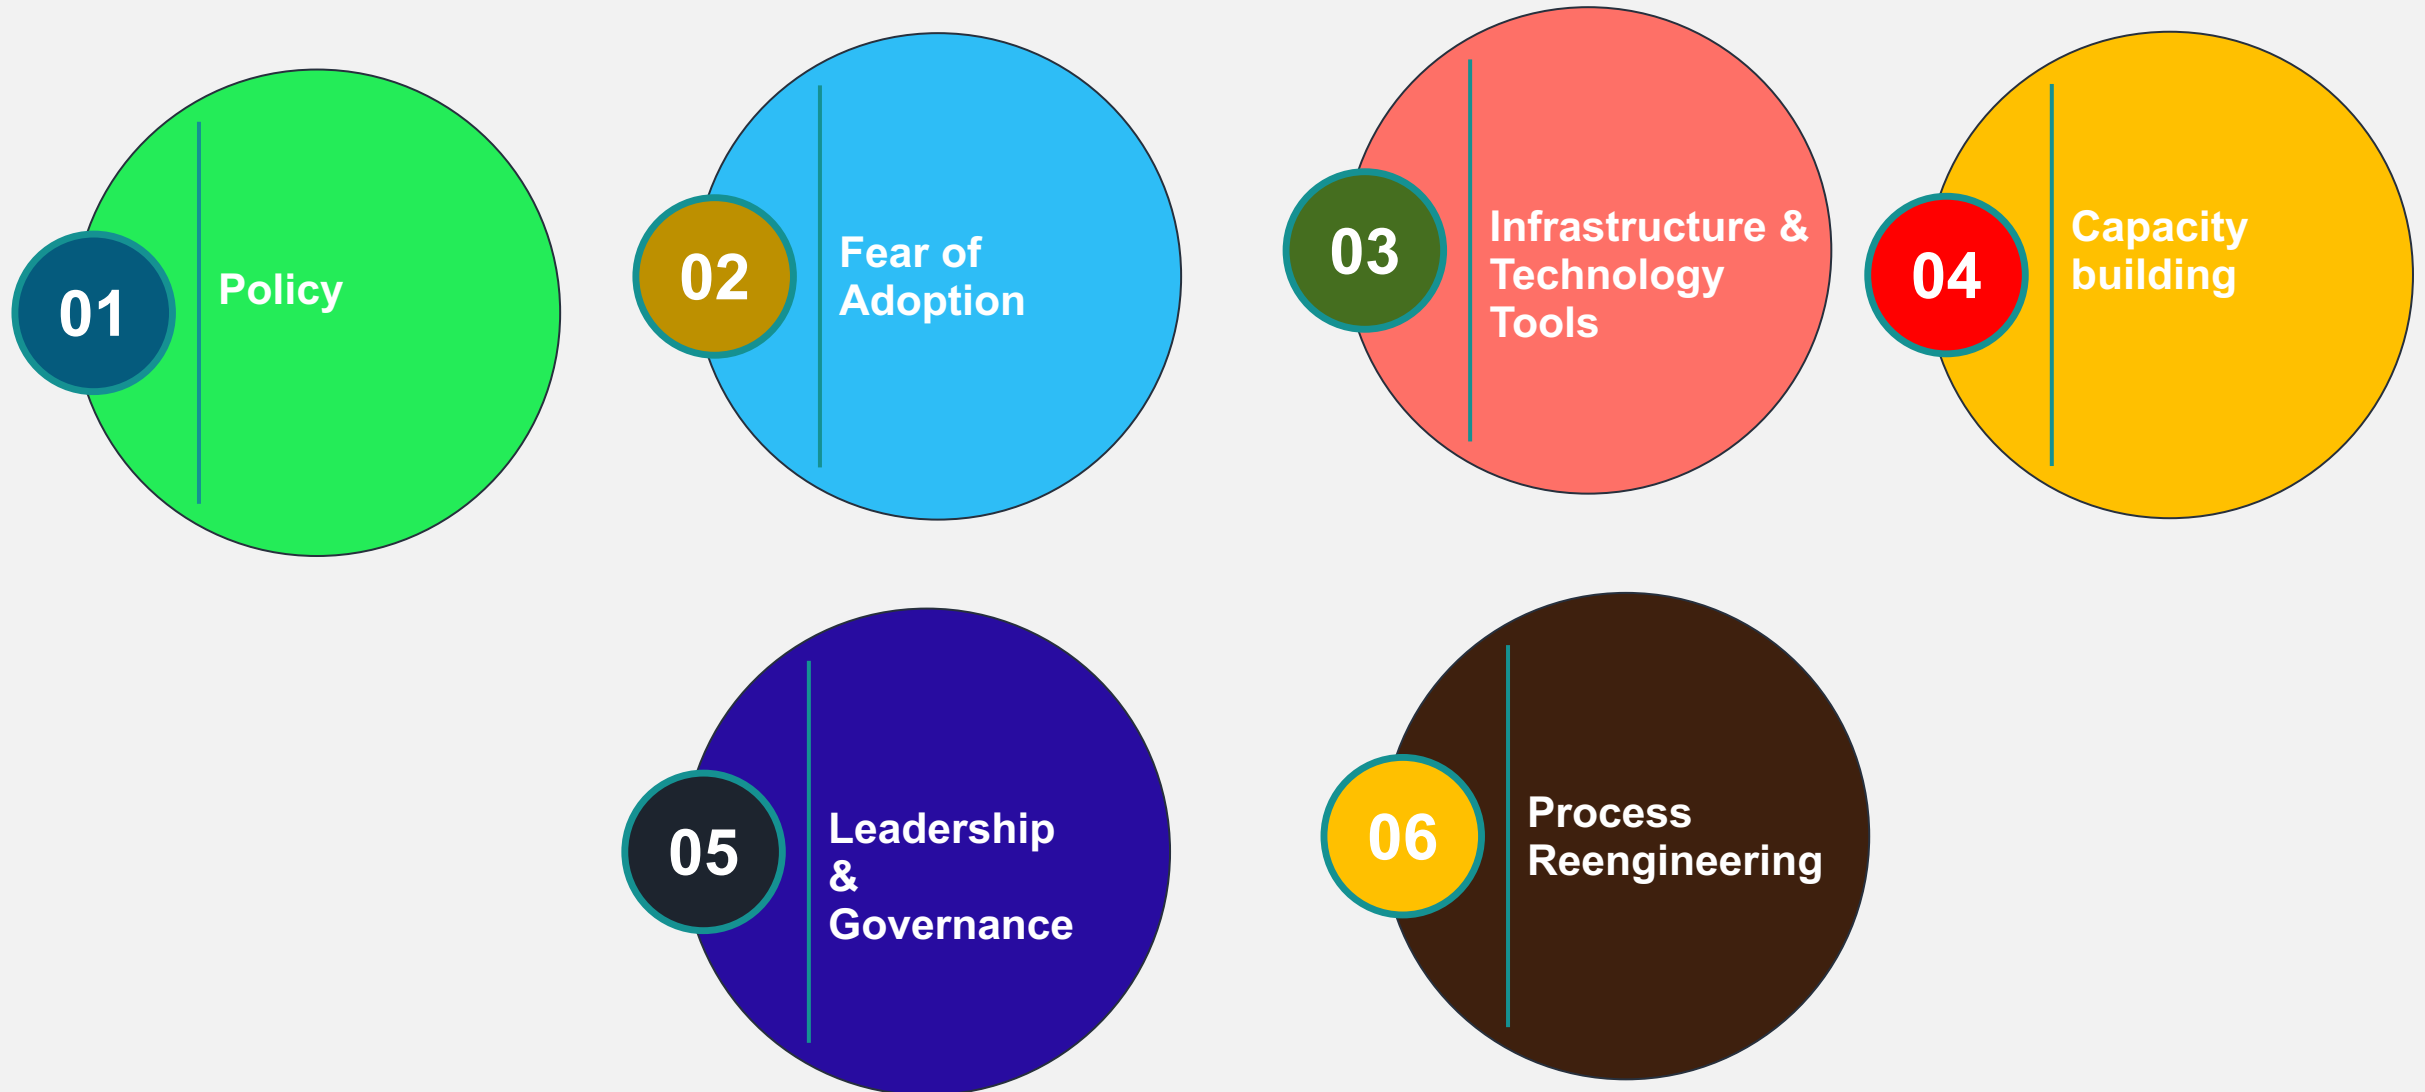 01
Policy
02
Fear of
Adoption
03
Infrastructure &
Technology
Tools
04
Capacity
building
05
Leadership
&
Governance
06
Process
Reengineering